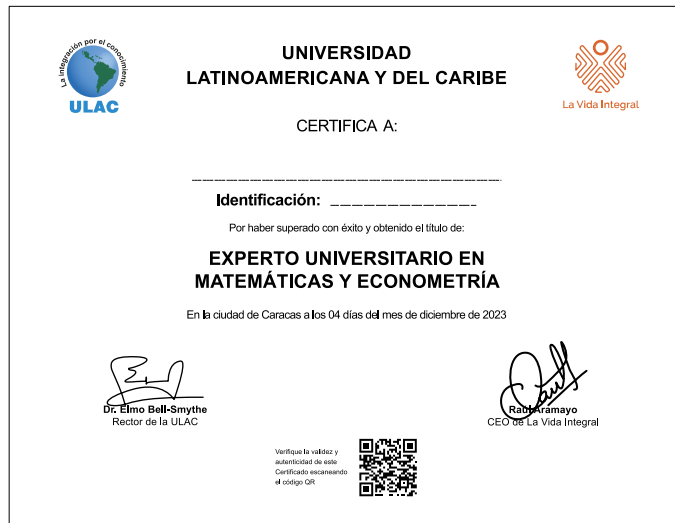 La integración por el conocimiento
ULAC
UNIVERSIDAD
LATINOAMERICANA Y DEL CARIBE
La Vida Integral
CERTIFICA A:
Identificación:
Por haber superado con éxito y obtenido el título de:
EXPERTO UNIVERSITARIO EN
MATEMÁTICAS Y ECONOMETRÍA
En la ciudad de Caracas a los 04 días del mes de diciembre de 2023
Dr. Elmo Bell-Smythe
Rector de la ULAC
Raúl Aramayo
CEO de La Vida Integral
Verifique la validez y
autenticidad de este
Certificado escaneando
el código QR